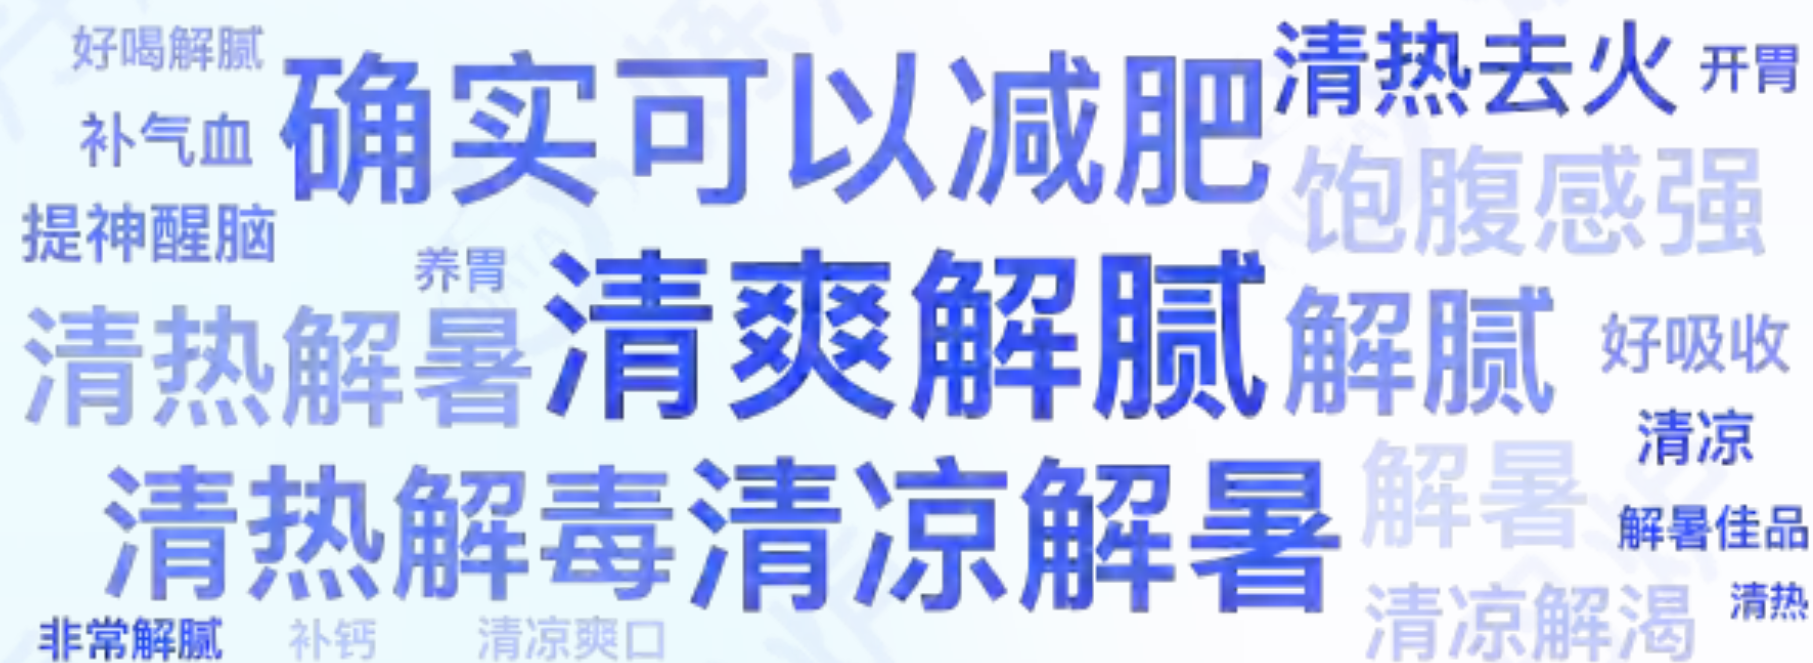 好喝解腻
确实可以减肥
清热去火
开胃
补气血
饱腹感强
提神醒脑
养胃
清爽解腻
清热解暑
解腻
好吸收
清凉
清热解毒
清凉解暑
解暑
解暑佳品
清凉解渴
清热
非常解腻
补钙
清凉爽口